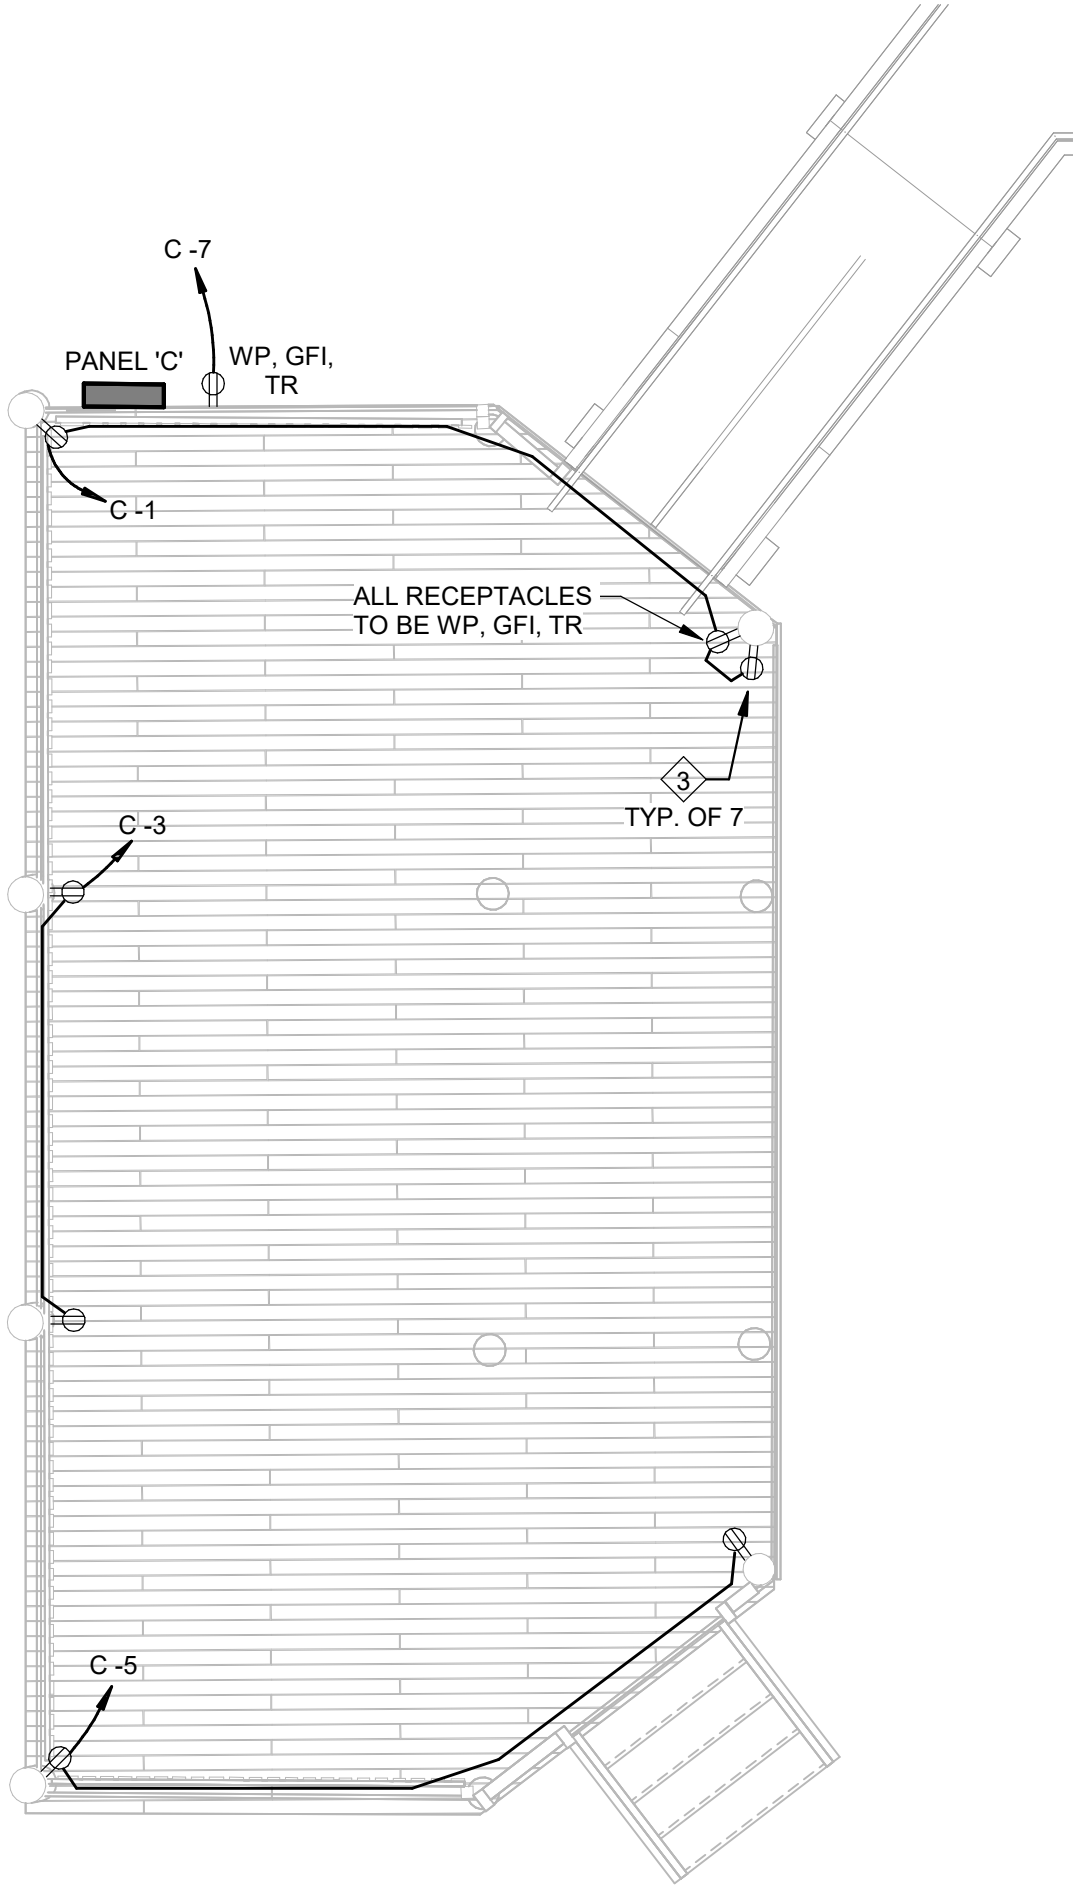 C -7
PANEL 'C'
WP, GFI,
TR
C -1
ALL RECEPTACLES
TO BE WP, GFI, TR
3
TYP. OF 7
C -3
C -5